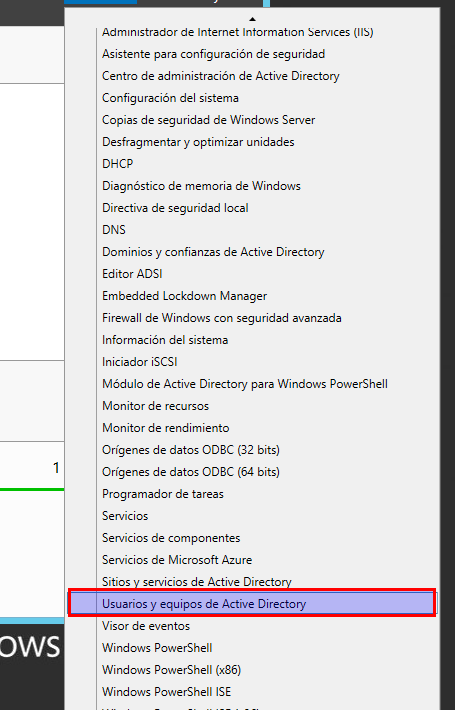 Administrador de Internet Information Services (IIS)
Asistente para configuración de seguridad
Centro de administración de Active Directory
Configuración del sistema
Copias de seguridad de Windows Server
Desfragmentar y optimizar unidades
DHCP
Diagnóstico de memoria de Windows
Directiva de seguridad local
DNS
Dominios y confianzas de Active Directory
Editor ADSI
Embedded Lockdown Manager
Firewall de Windows con seguridad avanzada
Información del sistema
Iniciador iSCSI
Módulo de Active Directory para Windows PowerShell
Monitor de recursos
Monitor de rendimiento
Orígenes de datos ODBC (32 bits)
Orígenes de datos ODBC (64 bits)
1
Programador de tareas
Servicios
Servicios de componentes
Servicios de Microsoft Azure
Sitios y servicios de Active Directory
Usuarios y equipos de Active Directory
Visor de eventos
OWS
Windows PowerShell
Windows PowerShell (x86)
Windows PowerShell ISE